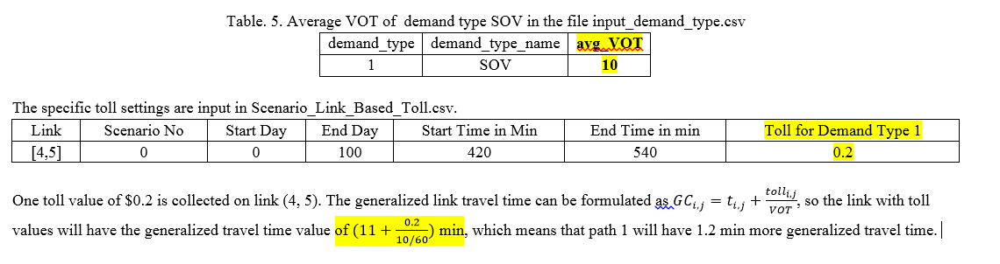 Table. 5. Average VOT of demand type SOV in the file input_demand_type.csv
demand_type demand_type_name avg_VOT
1 SOV 10
The specific toll settings are input in Scenario_Link_Based_Toll.csv.
Link Scenario No Start Day End Day Start Time in Min End Time in min Toll for Demand Type 1
[4,5] 0 0 100 420 540 0.2
One toll value of $0.2 is collected on link (4, 5). The generalized link travel time can be formulated as GC_{i,j} = t_{i,j} + \frac{toll_{i,j}}{VOT}, so the link with toll
values will have the generalized travel time value of (11 + \frac{0.2}{10/60}) min, which means that path 1 will have 1.2 min more generalized travel time.